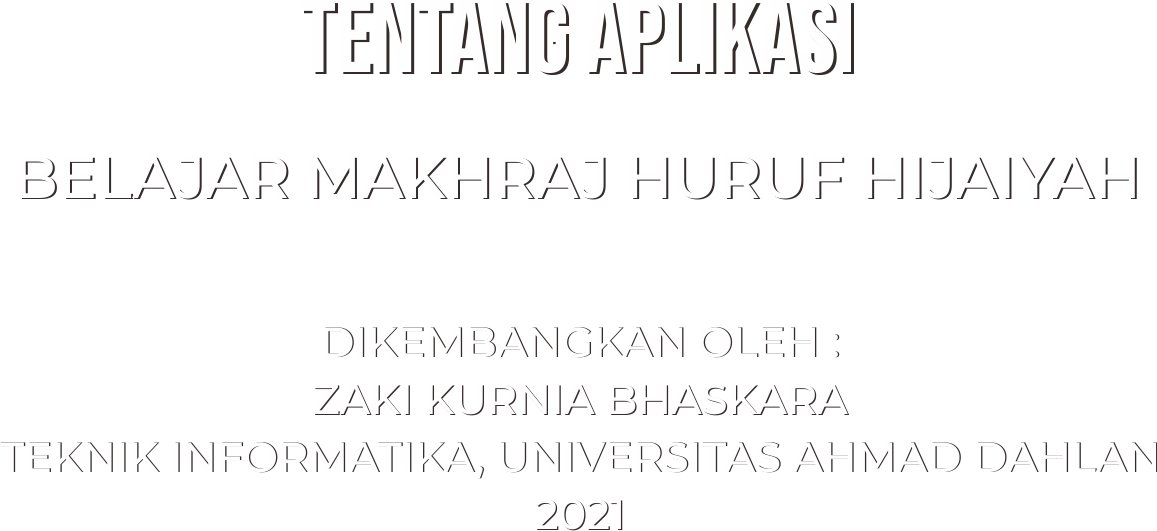 TENTANG APLIKASI
BELAJAR MAKHRAJ HURUF HIJAIYAH
DIKEMBANGKAN OLEH :
ZAKI KURNIA BHASKARA
TEKNIK INFORMATIKA, UNIVERSITAS AHMAD DAHLAN
2021